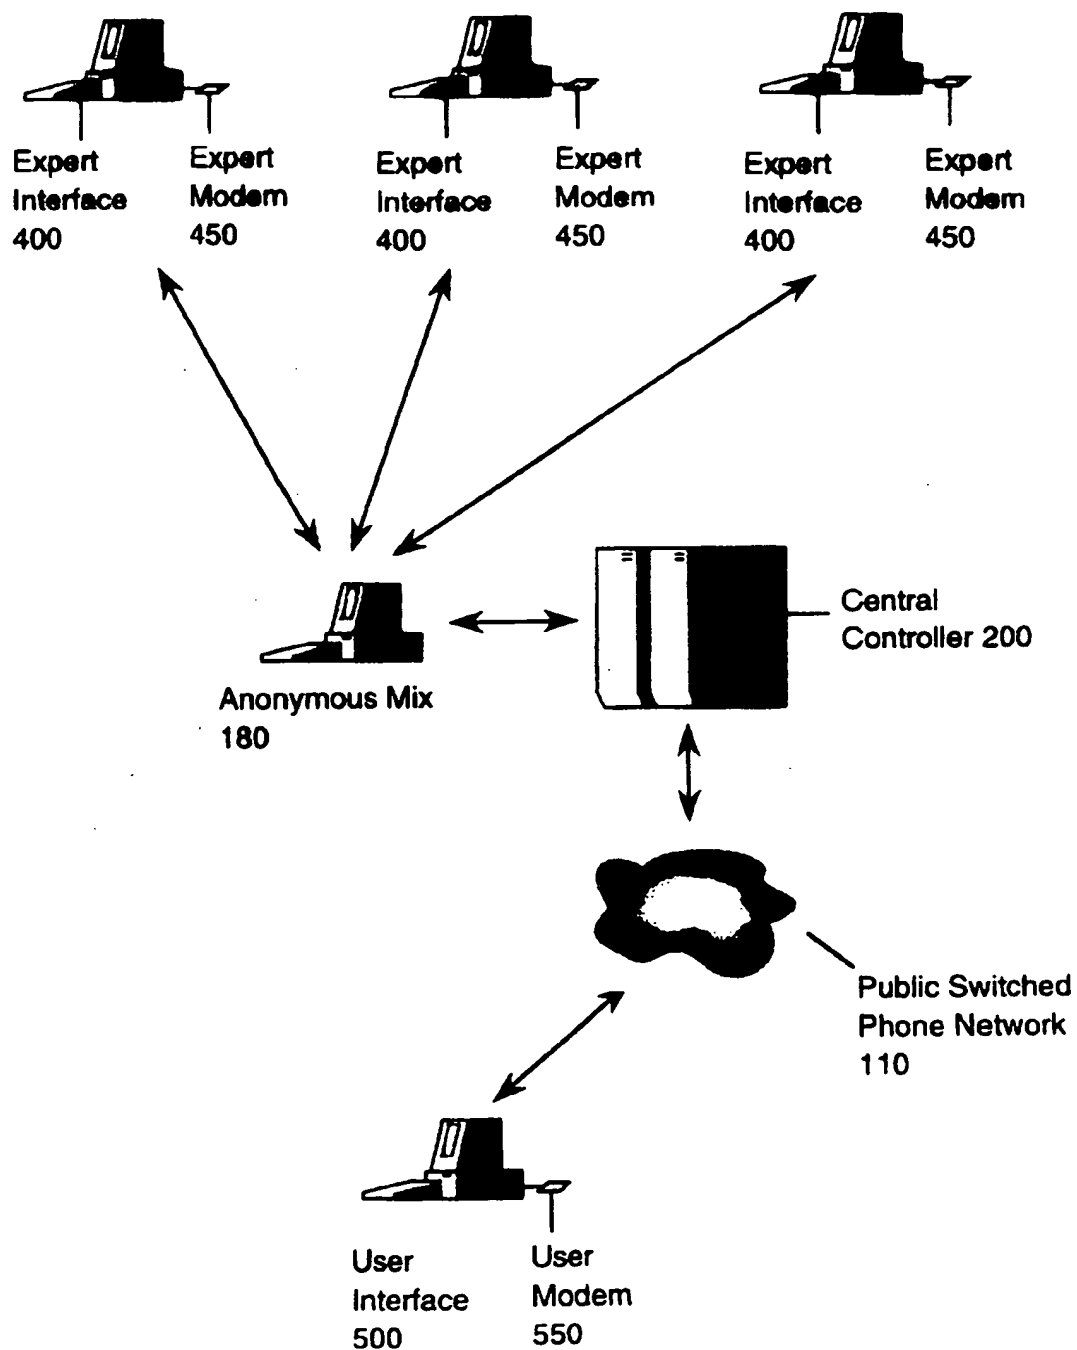 Expert
Interface
400
Expert
Modem
450
Expert
Interface
400
Expert
Modem
450
Expert
Interface
400
Expert
Modem
450
Central
Controller 200
Anonymous Mix
180
Public Switched
Phone Network
110
User
Interface
500
User
Modem
550